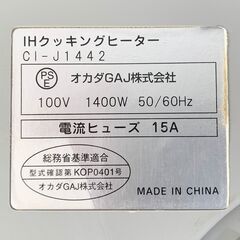 IHクッキングヒーター
CI-J1442
PSE
オカダGAJ株式会社
100V 1400W 50/60Hz
電流ヒューズ 15A
総務省基準適合
型式確認第KOP0401号
オカダGAJ株式会社
MADE IN CHINA